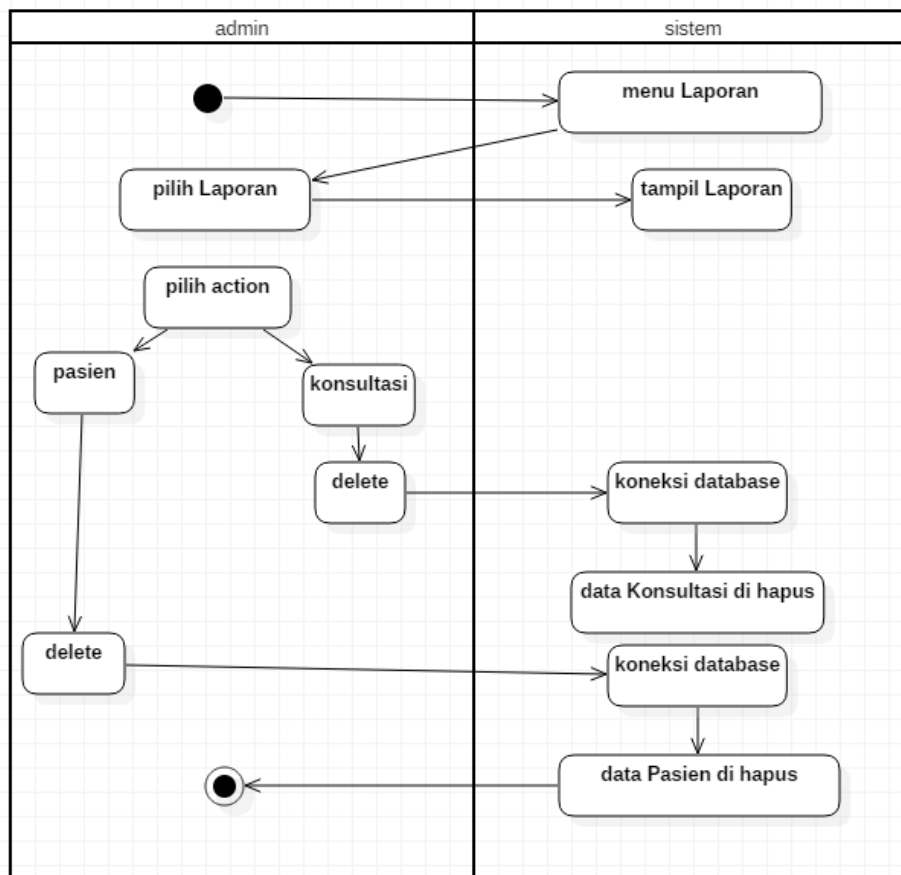 admin
sistem
menu Laporan
pilih Laporan
tampil Laporan
pilih action
pasien
konsultasi
delete
koneksi database
data Konsultasi di hapus
delete
koneksi database
data Pasien di hapus